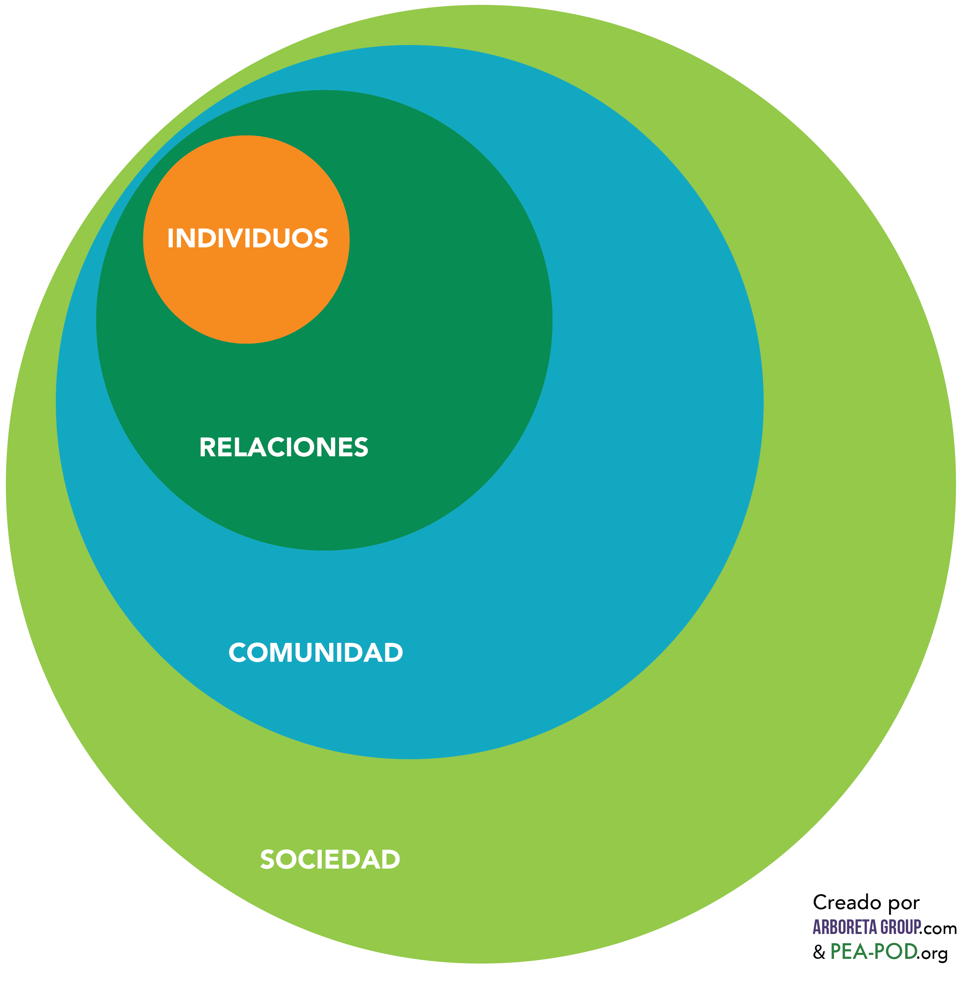 INDIVIDUOS
RELACIONES
COMUNIDAD
SOCIEDAD
Creado por
ARBORETA GROUP.com
& PEA-POD.org